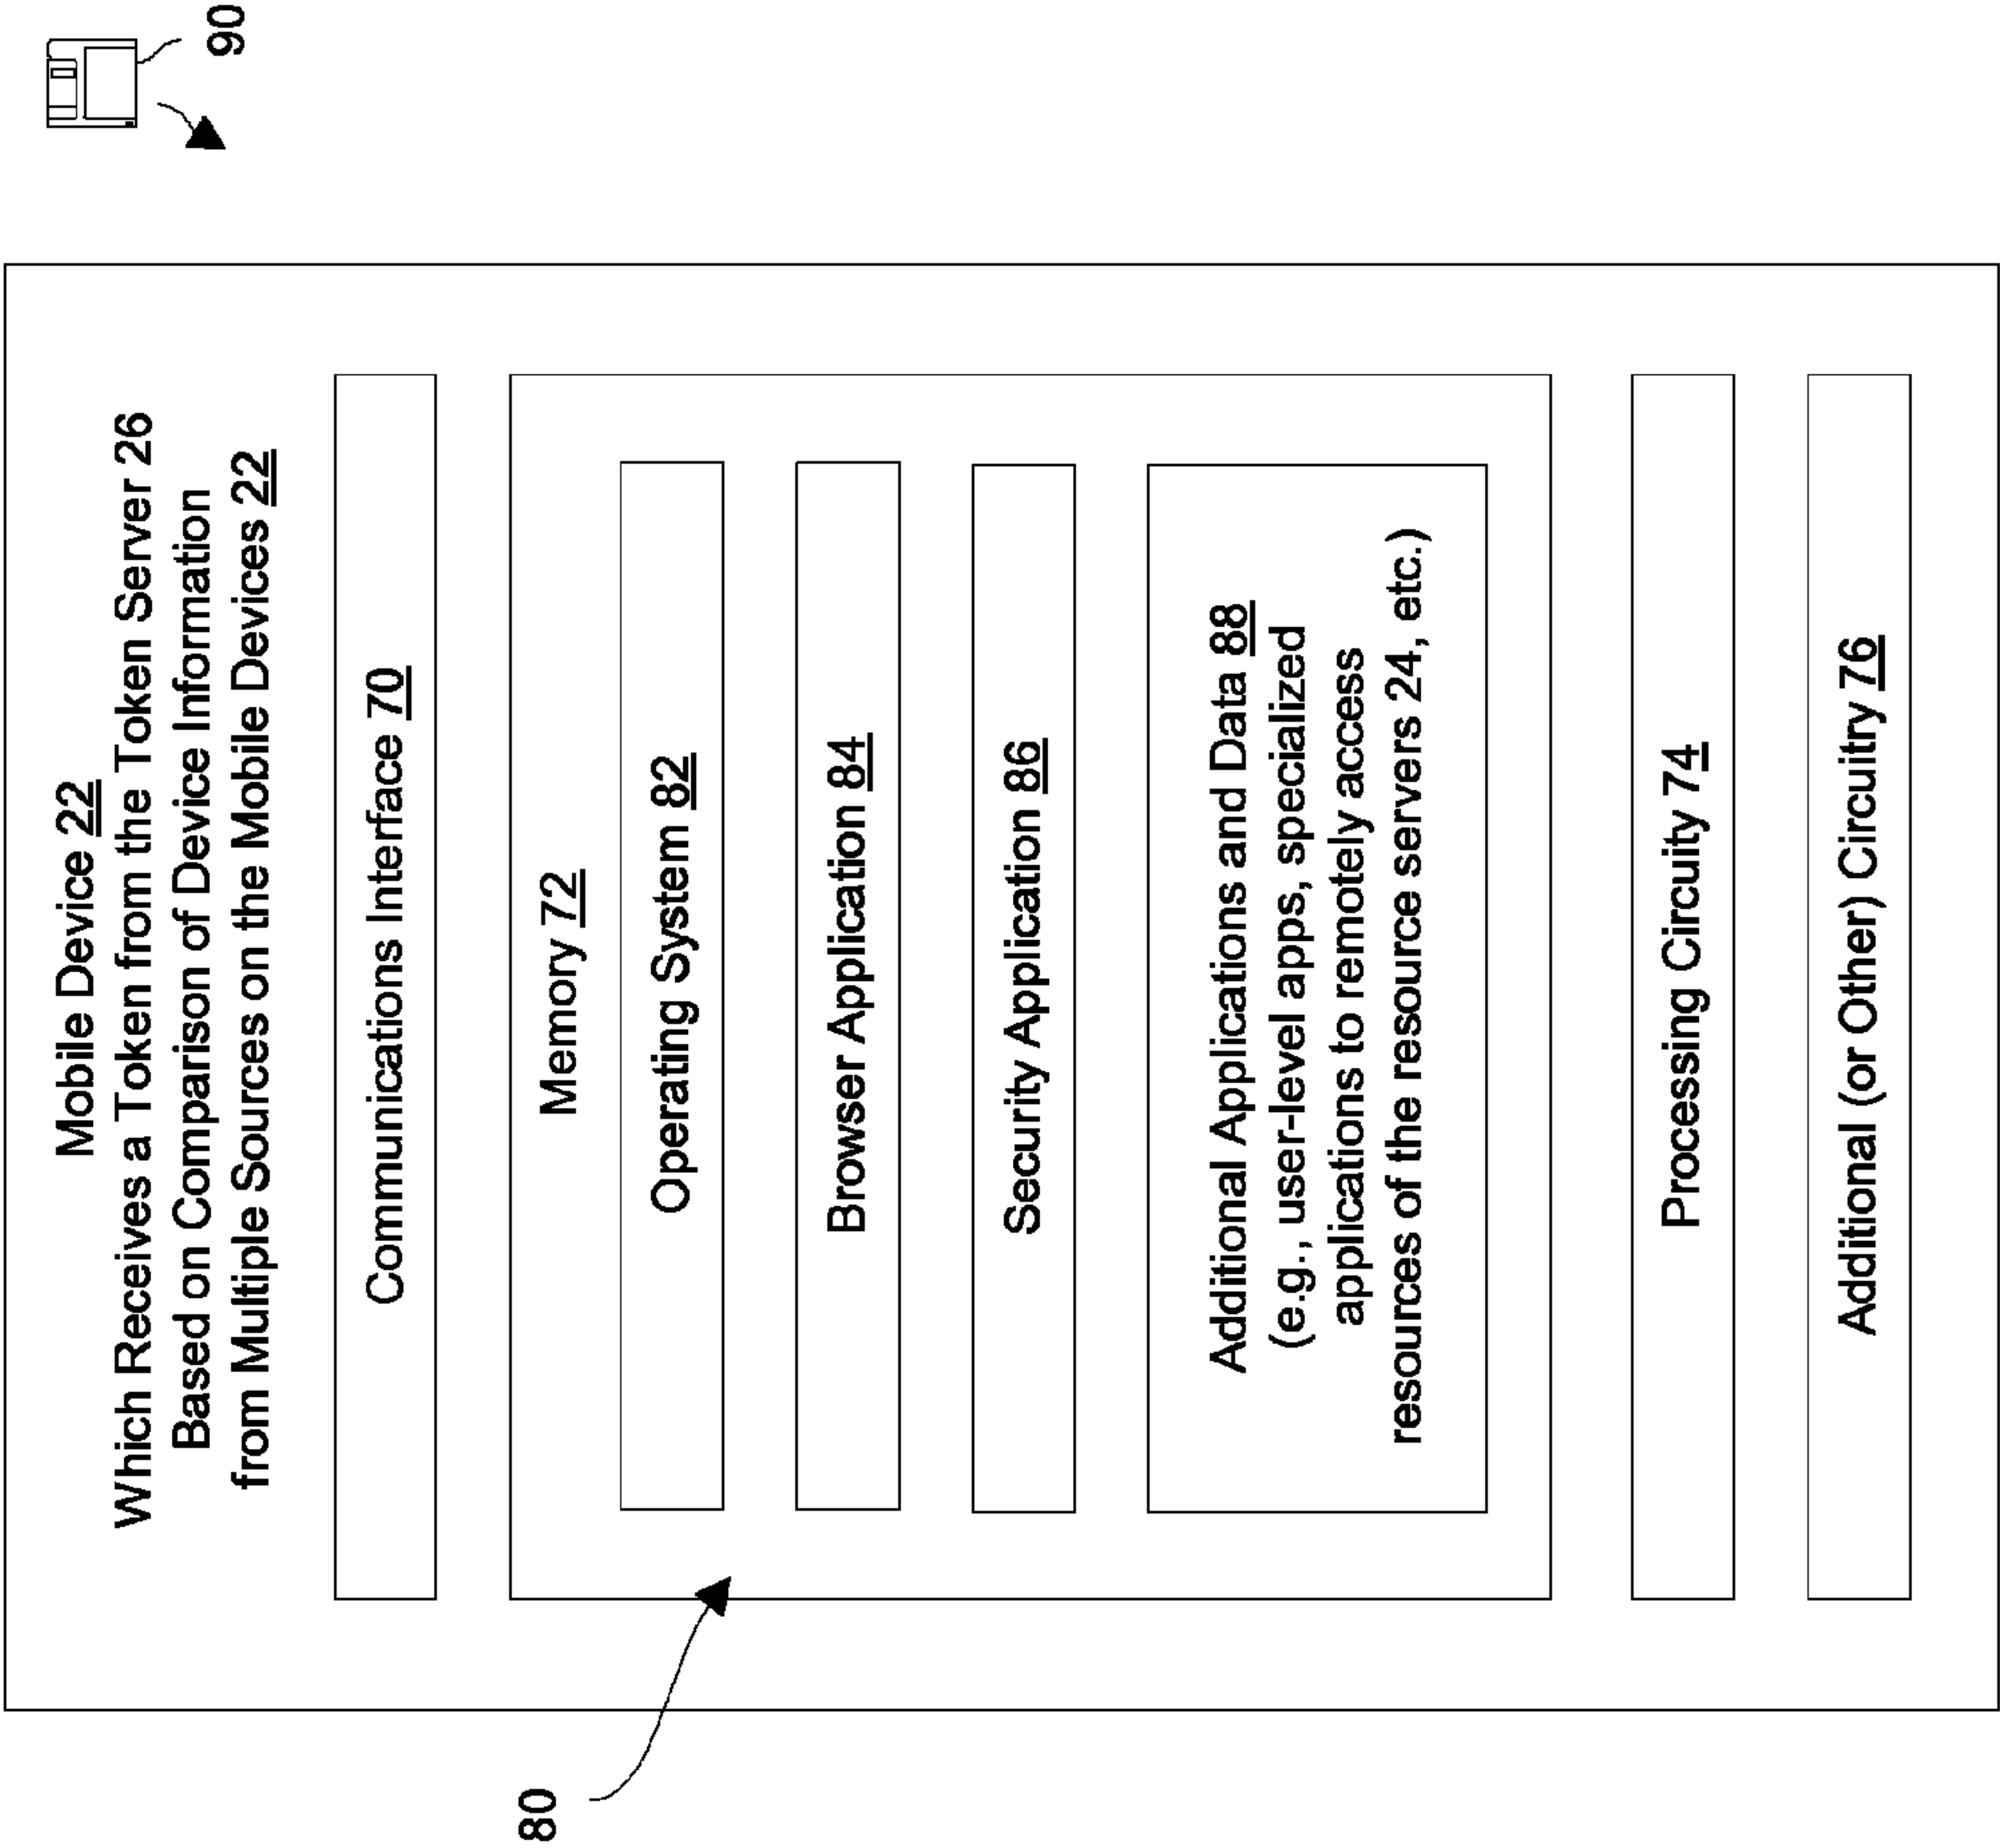 90
Mobile Device 22
Which Receives a Token from the Token Server 26
Based on Comparison of Device Information
from Multiple Sources on the Mobile Devices 22
Communications Interface 70
Memory 72
Operating System 82
Browser Application 84
Security Application 86
Additional Applications and Data 88
(e.g., user-level apps, specialized
applications to remotely access
resources of the resource servers 24, etc.)
Processing Circuity 74
Additional (or Other) Circuitry 76
80